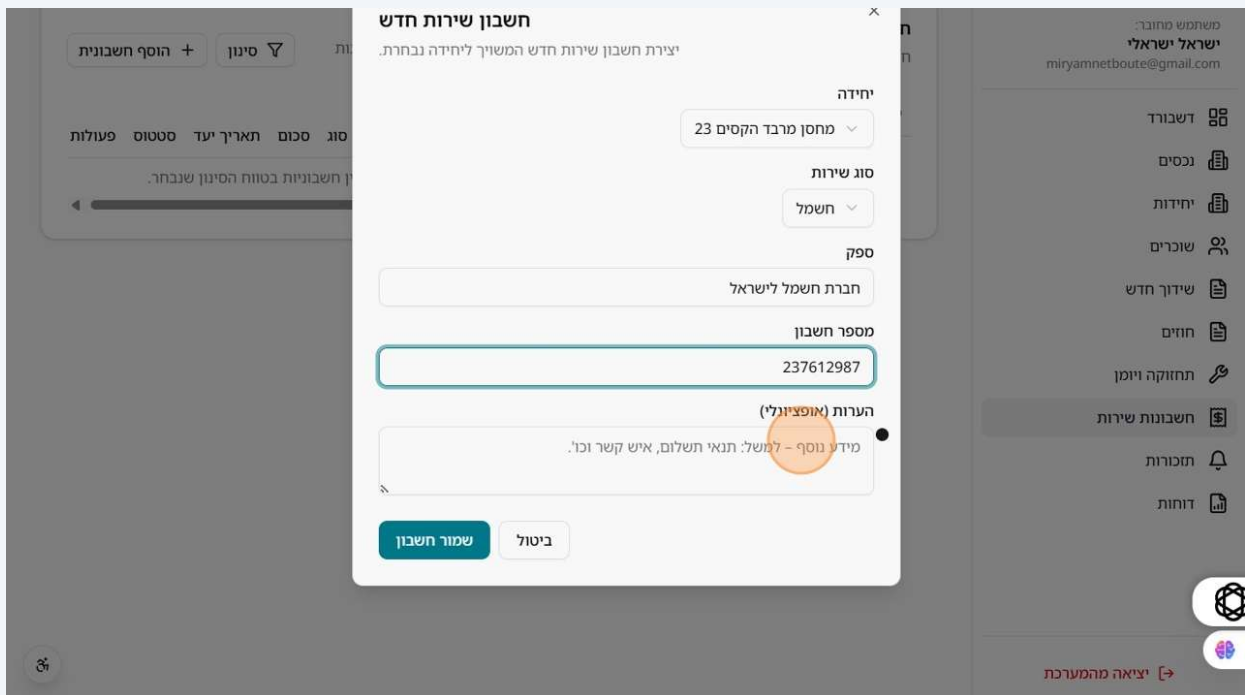 משתמש מחובר:
ישראל ישראלי
miryamnetboute@gmail.com
דשבורד
נכסים
יחידות
שוכרים
שידוך חדש
חוזים
תחזוקה ויומן
חשבונות שירות
תזכורות
דוחות
יציאה מהמערכת
חשבון שירות חדש
יצירת חשבון שירות חדש המשויך ליחידה נבחרת.
יחידה
מחסן מרבד הקסים 23
סוג שירות
חשמל
ספק
חברת חשמל לישראל
מספר חשבון
237612987
הערות (אופציונלי)
מידע נוסף – למשל: תנאי תשלום, איש קשר וכו'.
ביטול
שמור חשבון
סינון
+ הוסף חשבונית
סוג סכום תאריך יעד סטטוס פעולות
חשבוניות בטווח הסינון שנבחר.